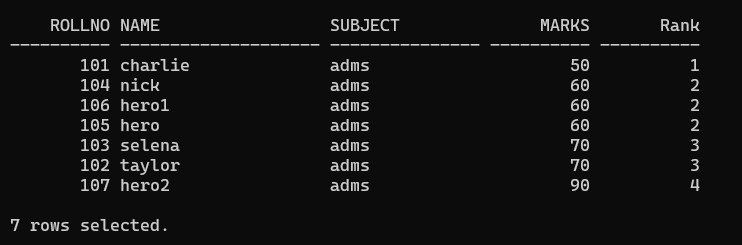 ROLLNO NAME                 SUBJECT              MARKS       Rank
---------- -------------------- --------------- ---------- ----------
       101 charlie              adms                    50          1
       104 nick                 adms                    60          2
       106 hero1                adms                    60          2
       105 hero                 adms                    60          2
       103 selena               adms                    70          3
       102 taylor               adms                    70          3
       107 hero2                adms                    90          4
7 rows selected.